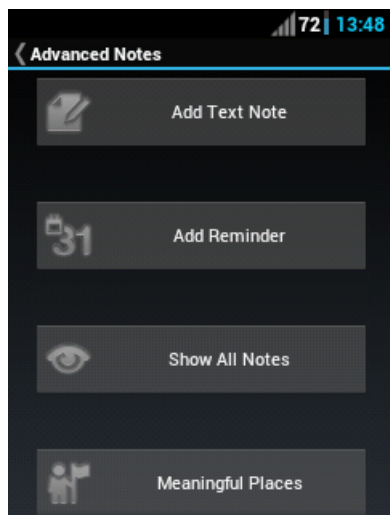 72 13:48
Advanced Notes
Add Text Note
31 Add Reminder
Show All Notes
Meaningful Places